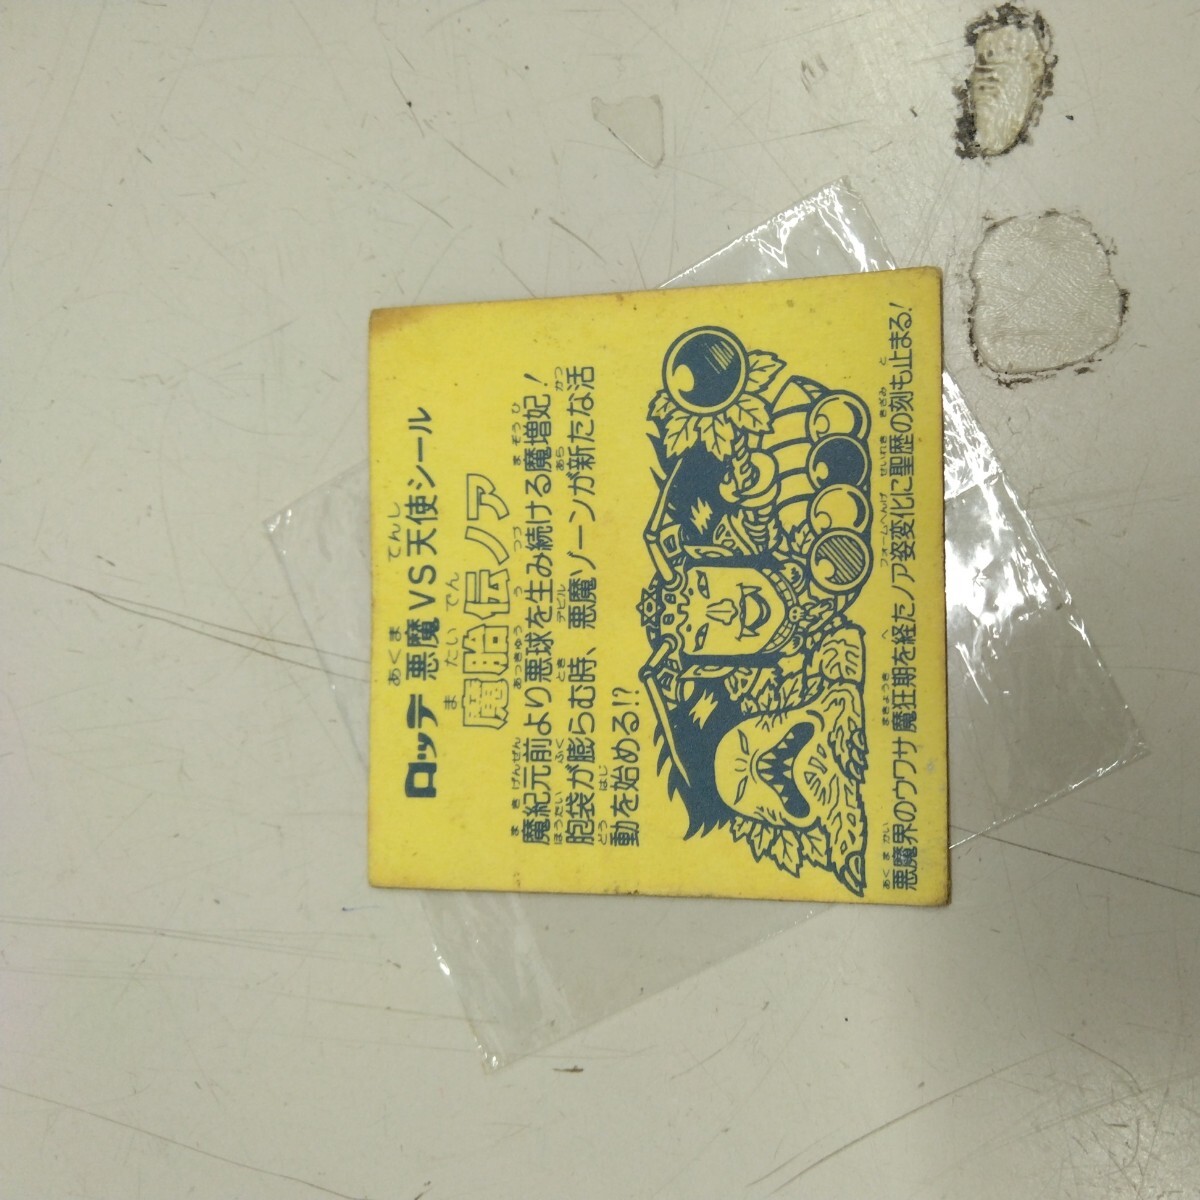 ロッテ 悪魔VS天使シール
魔胎伝ノア
魔紀元前より悪球を生み続ける魔増妃!
胞袋が膨らむ時、悪魔ゾーンが新たな活
動を始める!?
悪魔界のウワサ 魔狂期を経たノア姿変化に聖歴の刻も止まる!